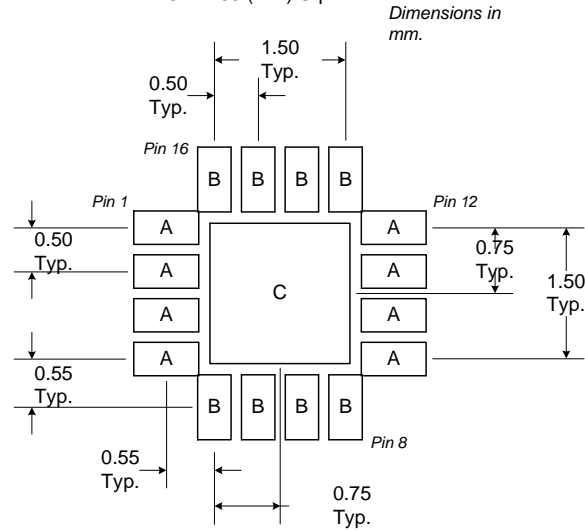 Dimensions in
mm.
1.50
Typ.
0.50
Typ.
Pin 16
B B B B
Pin 1
Pin 12
A
A
0.50
Typ.
0.75
Typ.
A
A
C
1.50
Typ.
A
A
A
A
0.55
Typ.
B B B B
Pin 8
0.55
Typ.
0.75
Typ.